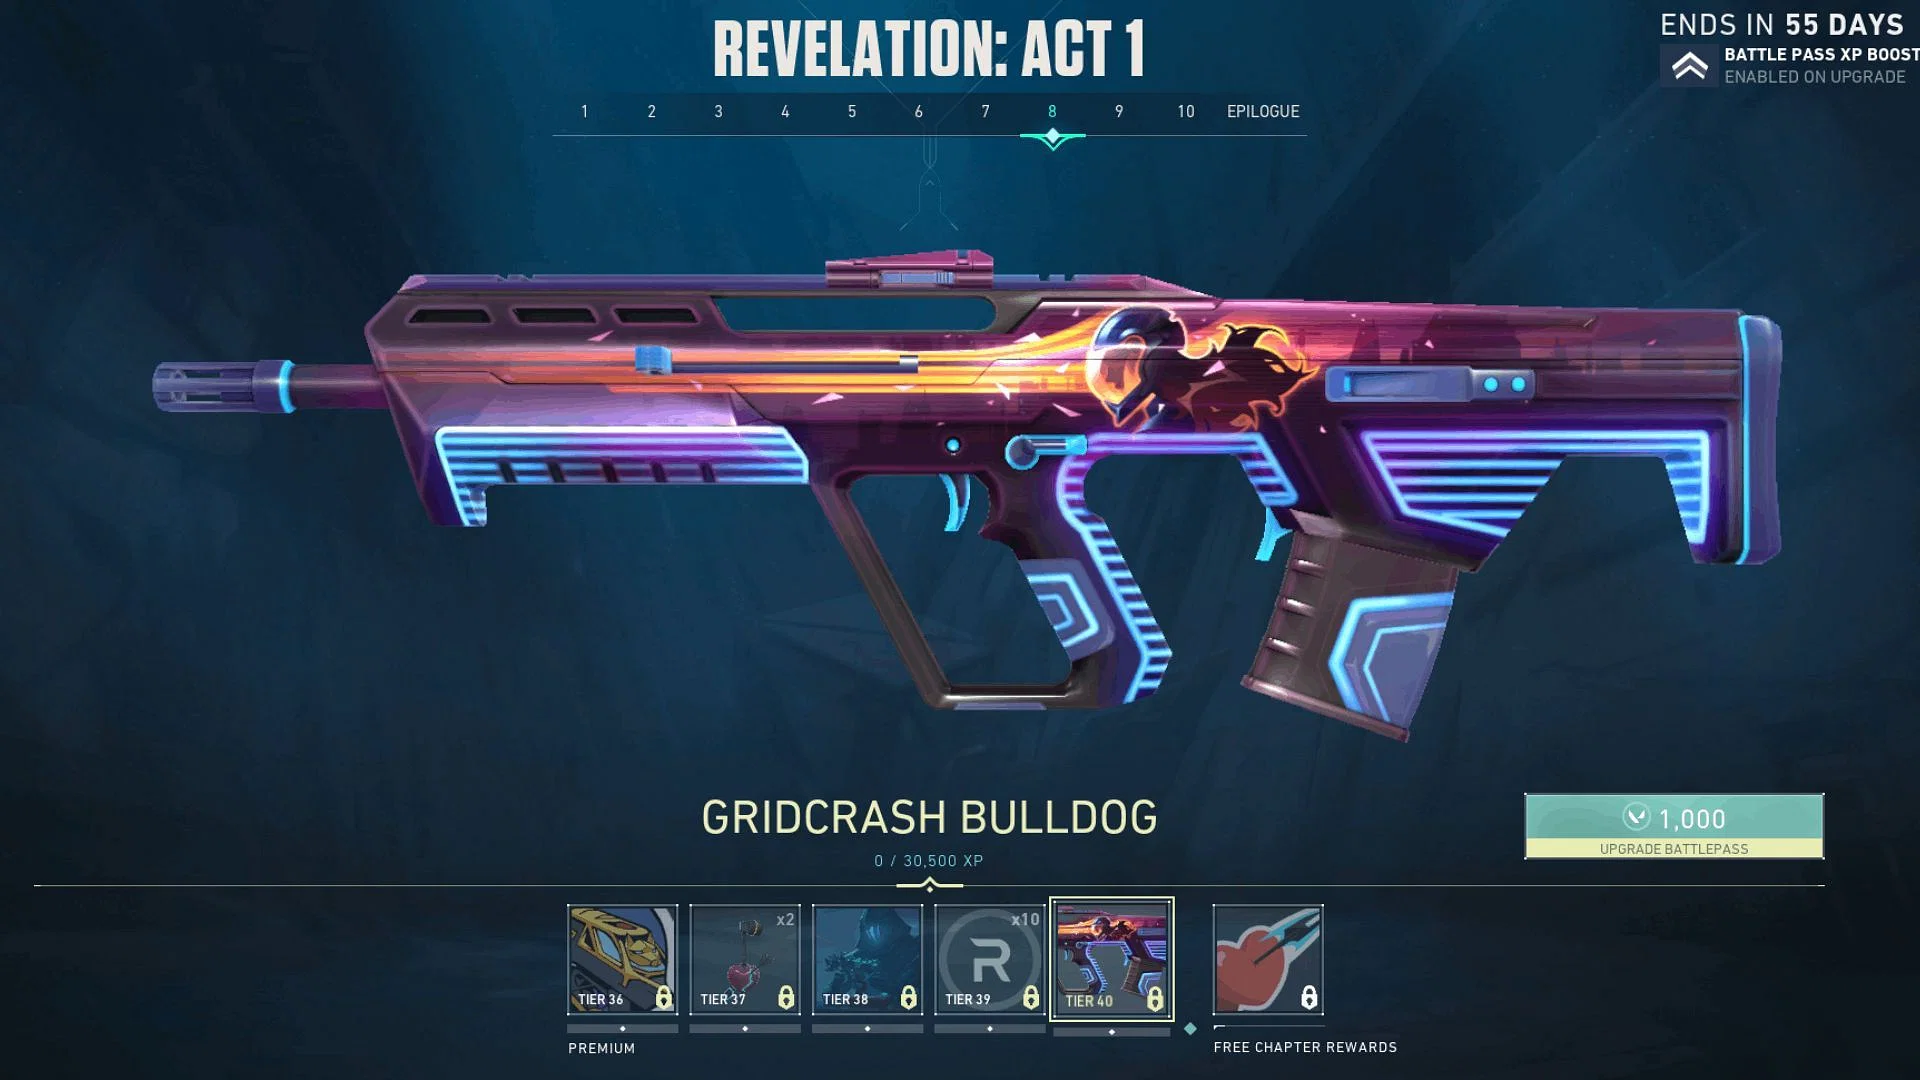 REVELATION: ACT 1
ENDS IN 55 DAYS
BATTLE PASS XP BOOST
ENABLED ON UPGRADE
1 2 3 4 5 6 7 8 9 10 EPILOGUE
GRIDCRASH BULLDOG
0 / 30,500 XP
1,000
UPGRADE BATTLEPASS
x2
x10
R
TIER 36
TIER 37
TIER 38
TIER 39
TIER 40
PREMIUM
FREE CHAPTER REWARDS